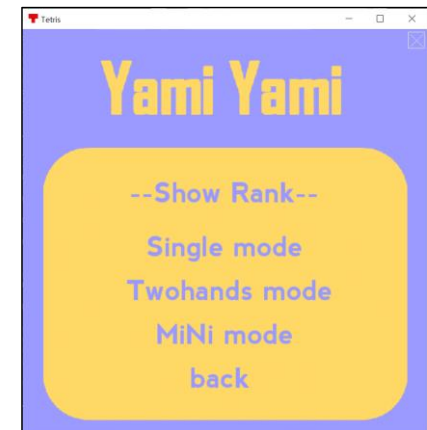 Tetris
Yami Yami
--Show Rank--
Single mode
Twohands mode
MiNi mode
back